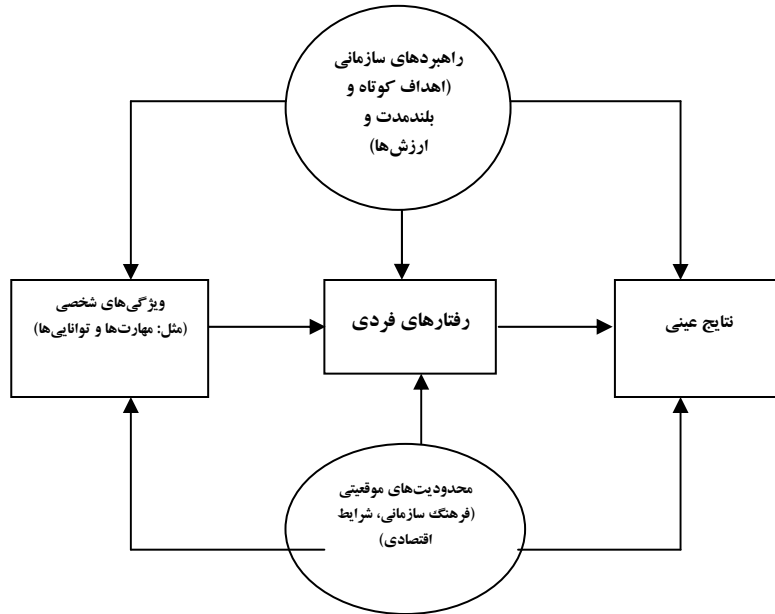 راهبردهای سازمانی
(اهداف کوتاه و
بلندمدت و
ارزش‌ها)
ویژگی‌های شخصی
(مثل: مهارت‌ها و توانایی‌ها)
رفتارهای فردی
نتایج عینی
محدودیت‌های موقعیتی
(فرهنگ سازمانی، شرایط
اقتصادی)